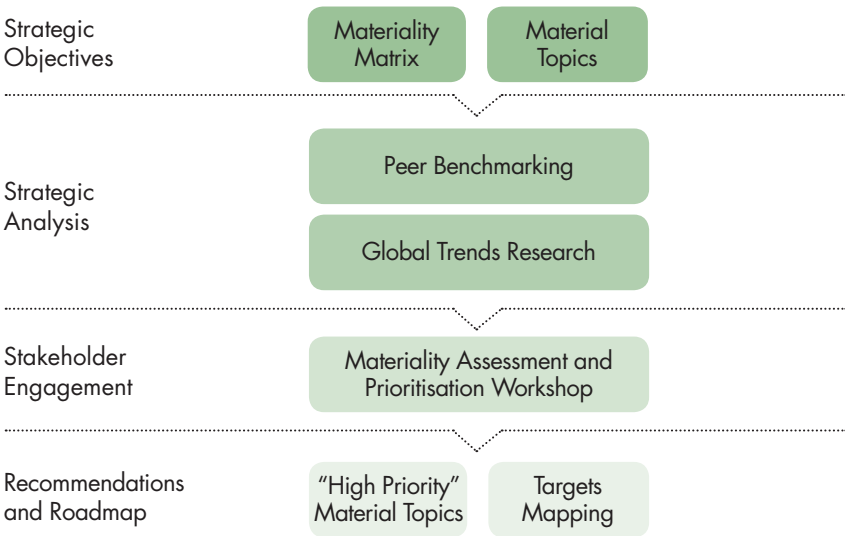 Strategic
Objectives
Materiality
Matrix
Material
Topics
Strategic
Analysis
Peer Benchmarking
Global Trends Research
Stakeholder
Engagement
Materiality Assessment and
Prioritisation Workshop
Recommendations
and Roadmap
“High Priority”
Material Topics
Targets
Mapping